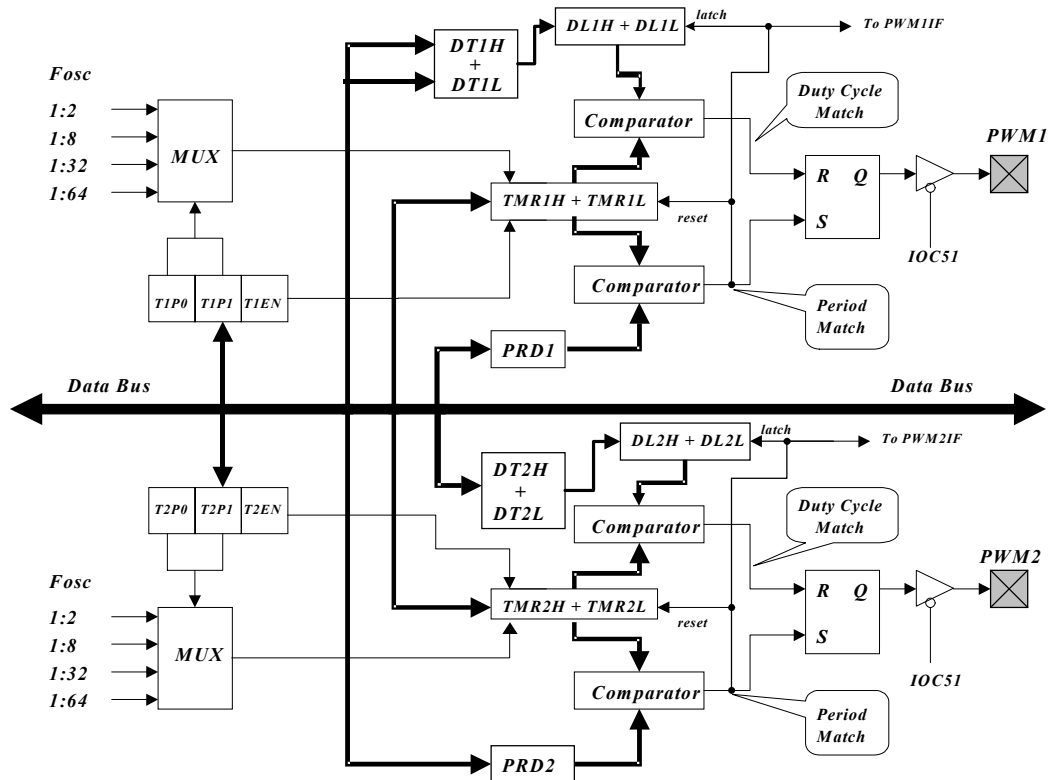 latch
To PWM1IF
DL1H + DL1L
DT1H
+
DT1L
Fosc
1:2
1:8
1:32
1:64
MUX
Comparator
Duty Cycle
Match
PWM1
TMR1H + TMR1L
reset
R Q
S
IOC51
T1P0 T1P1 T1EN
Comparator
Period
Match
PRD1
Data Bus
Data Bus
latch
To PWM2IF
DL2H + DL2L
DT2H
+
DT2L
T2P0 T2P1 T2EN
Comparator
Duty Cycle
Match
PWM2
Fosc
1:2
1:8
1:32
1:64
MUX
TMR2H + TMR2L
reset
R Q
S
IOC51
Comparator
Period
Match
PRD2